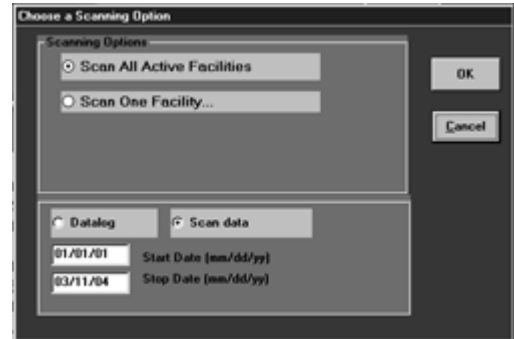 Choose a Scanning Option
Scanning Options
Scan All Active Facilities
OK
Scan One Facility...
Cancel
Datalog Scan data
01/01/01 Start Date (mm/dd/yy)
03/11/04 Stop Date (mm/dd/yy)